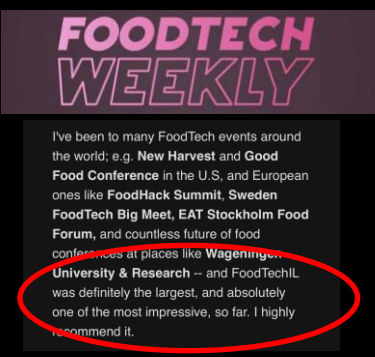 FOODTECH
WEEKLY
I've been to many FoodTech events around
the world; e.g. New Harvest and Good
Food Conference in the U.S, and European
ones like FoodHack Summit, Sweden
FoodTech Big Meet, EAT Stockholm Food
Forum, and countless future of food
conferences at places like Wageningen
University & Research -- and FoodTechIL
was definitely the largest, and absolutely
one of the most impressive, so far. I highly
recommend it.